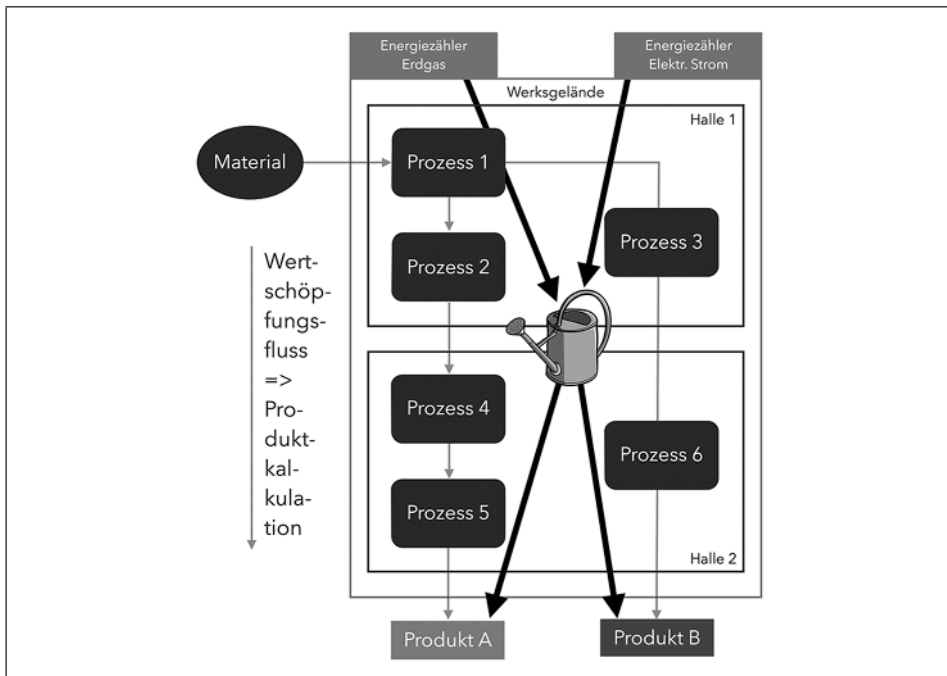 Energiezähler
Erdgas
Energiezähler
Elektr. Strom
Werksgelände
Halle 1
Material
Prozess 1
Prozess 3
Prozess 2
Wert-
schöp-
fungs-
fluss
=>
Pro-
dukt-
kal-
kula-
tion
Prozess 4
Prozess 6
Prozess 5
Halle 2
Produkt A
Produkt B